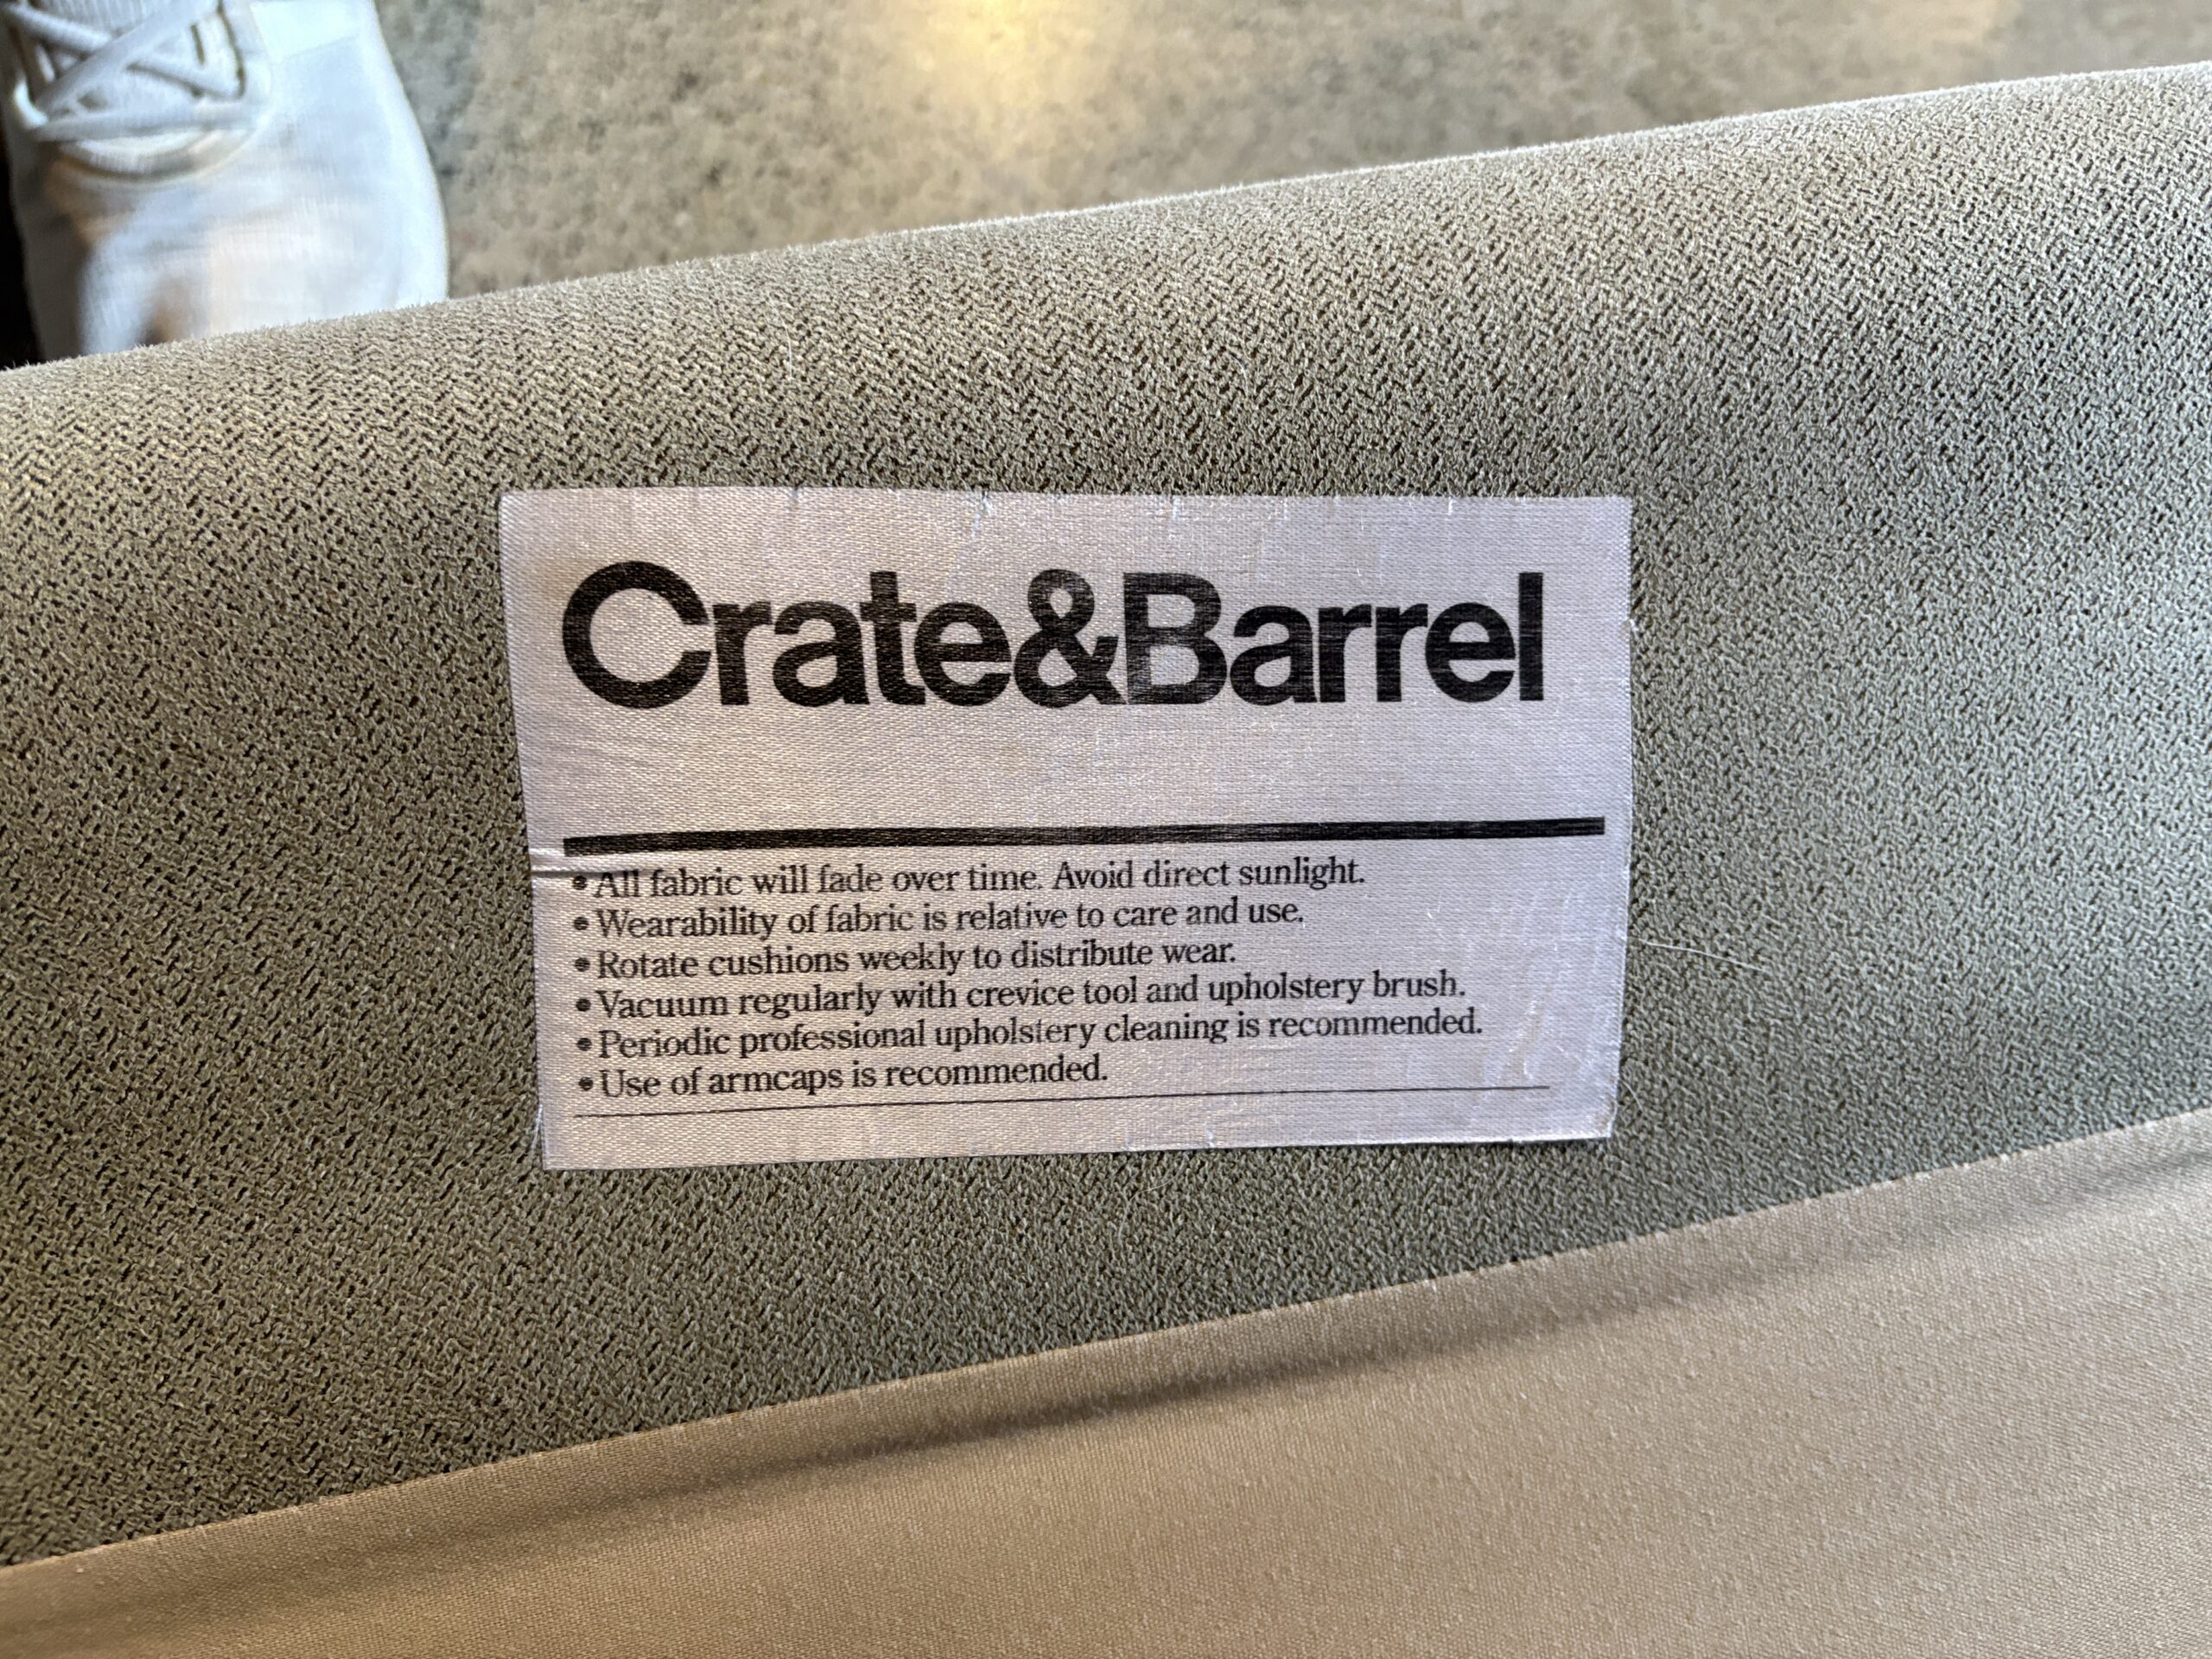 Crate&Barrel
• All fabric will fade over time. Avoid direct sunlight.
• Wearability of fabric is relative to care and use.
• Rotate cushions weekly to distribute wear.
• Vacuum regularly with crevice tool and upholstery brush.
• Periodic professional upholstery cleaning is recommended.
• Use of armcaps is recommended.